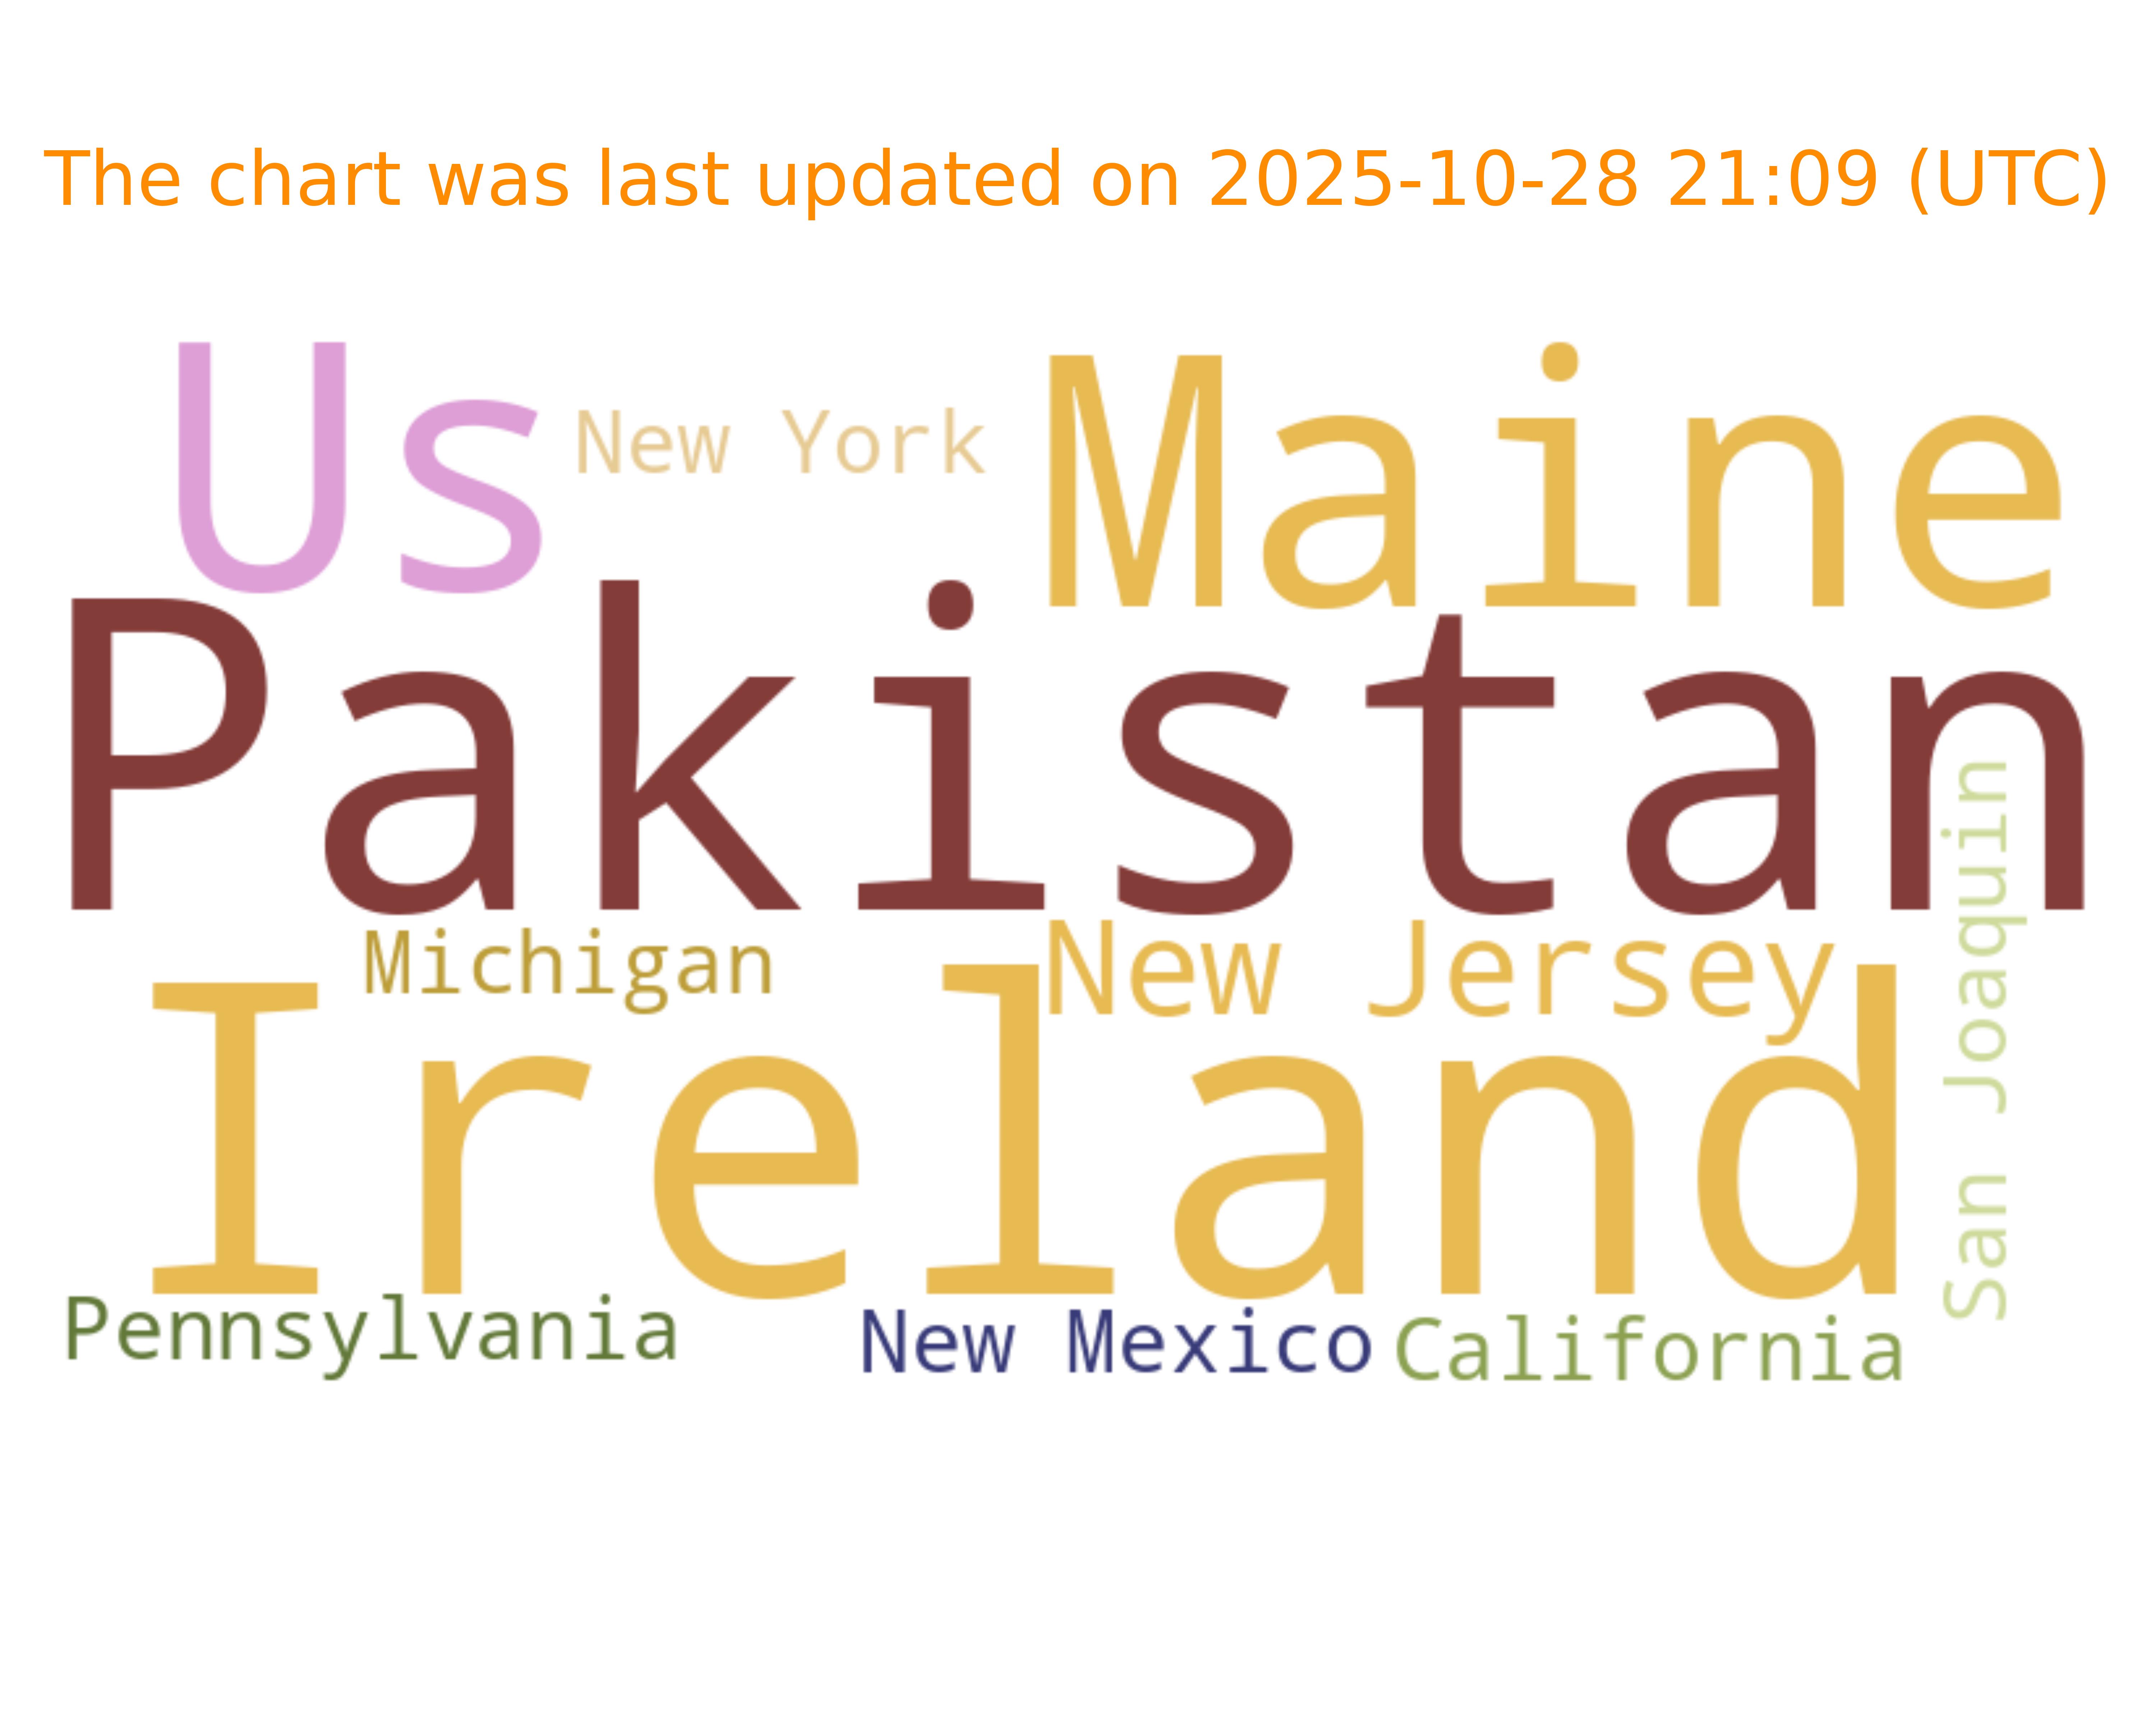 The chart was last updated on 2025-10-28 21:09 (UTC)
Us
New York
Maine
Pakistan
San Joaquin
Michigan
New Jersey
Ireland
Pennsylvania
New Mexico
California